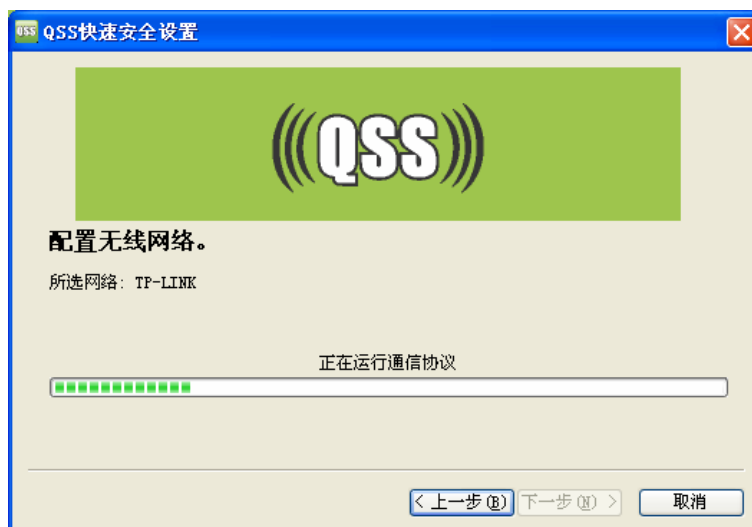 QSS QSS快速安全设置
QSS
配置无线网络。
所选网络: TP-LINK
正在运行通信协议
< 上一步(B) 下一步(N) > 取消